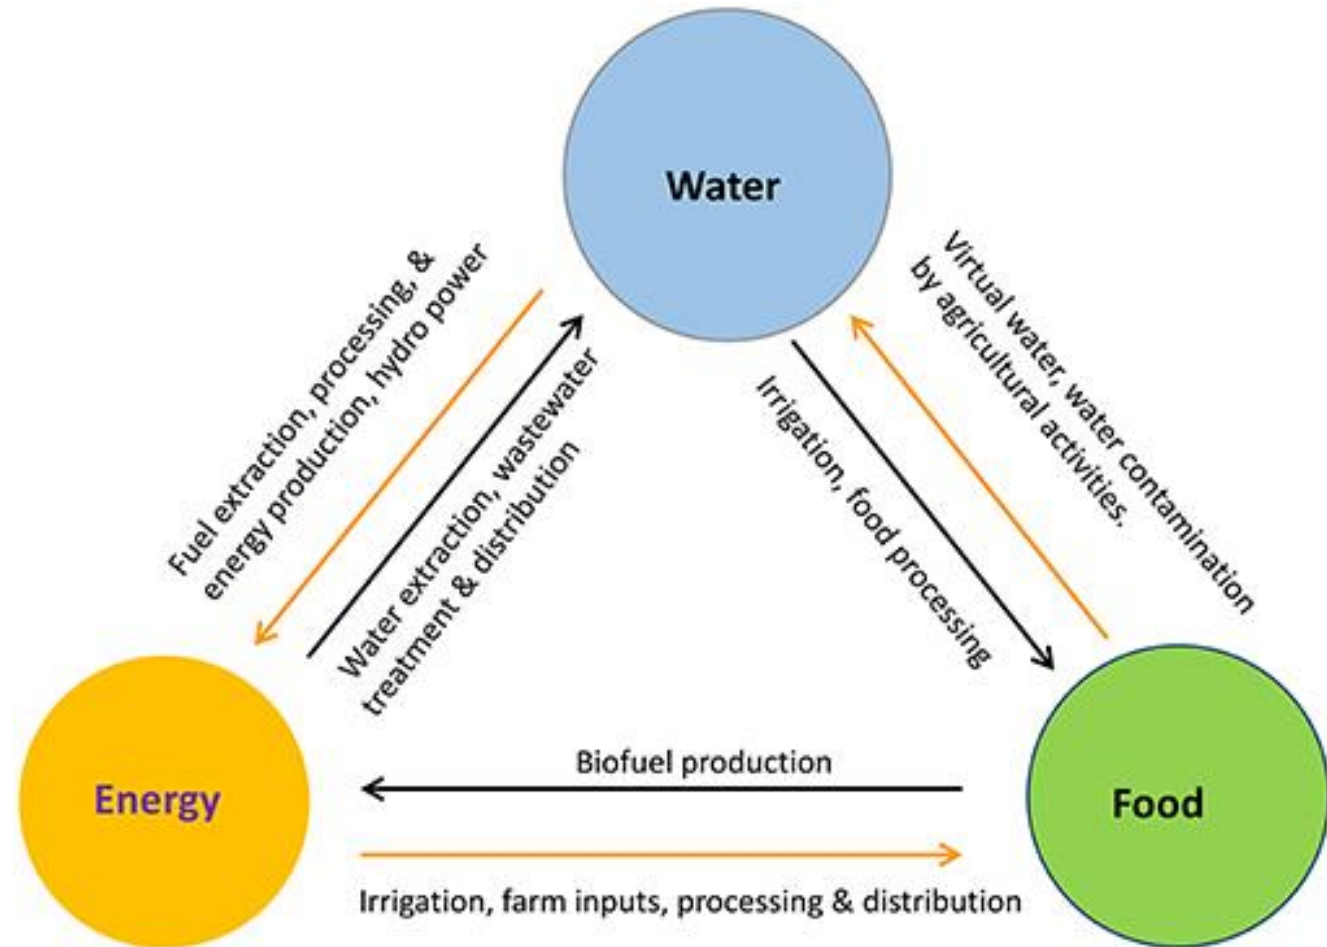 Water
Fuel extraction, processing, &
energy production, hydro power
Water extraction, wastewater
treatment & distribution
Irrigation, food processing
Virtual water, water contamination
by agricultural activities.
Energy
Biofuel production
Food
Irrigation, farm inputs, processing & distribution